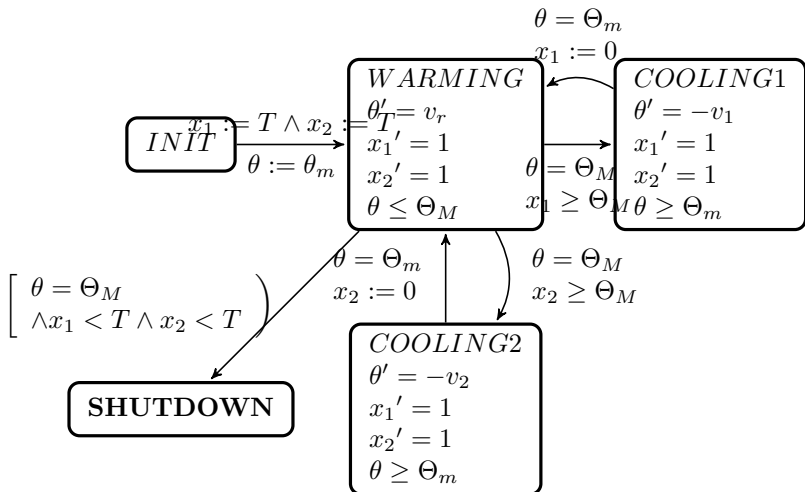 θ = Θ_m
x_1 := 0
WARMING
θ′ = v_r
x_1′ = 1
x_2′ = 1
θ ≤ Θ_M
COOLING1
θ′ = −v_1
x_1′ = 1
x_2′ = 1
θ ≥ Θ_m
INIT
x_1 := T ∧ x_2 := T
θ := θ_m
θ = Θ_M
x_1 ≥ Θ_M
θ = Θ_m
x_2 := 0
θ = Θ_M
x_2 ≥ Θ_M
[ θ = Θ_M
∧x_1 < T ∧ x_2 < T )
COOLING2
θ′ = −v_2
x_1′ = 1
x_2′ = 1
θ ≥ Θ_m
SHUTDOWN